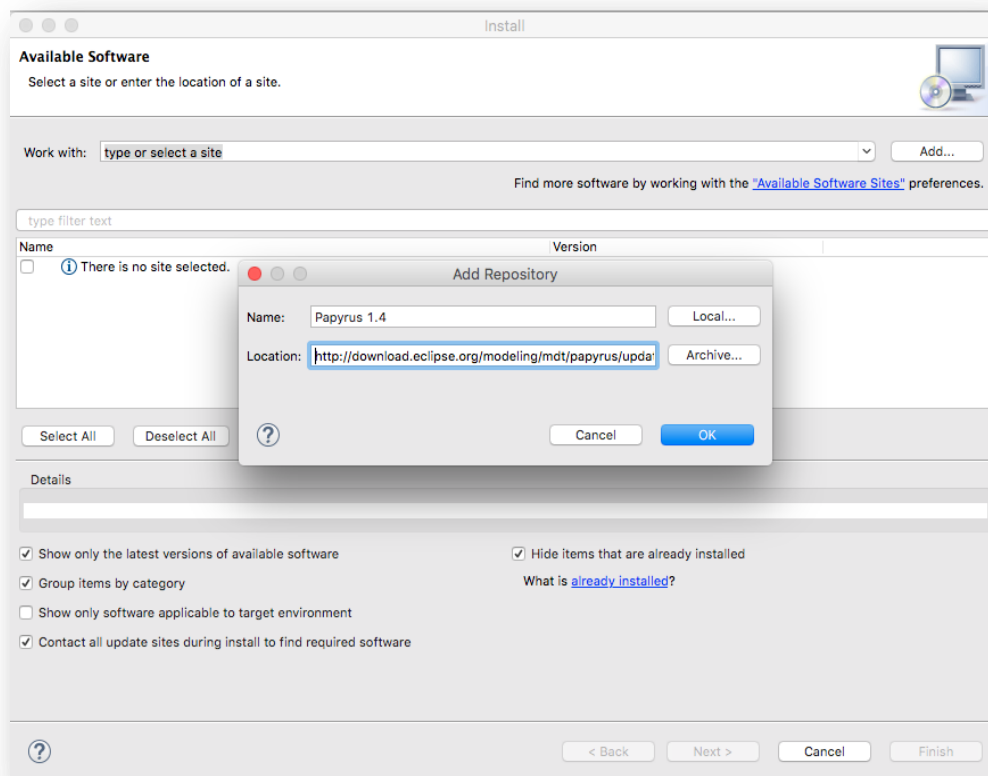 Install
Available Software
Select a site or enter the location of a site.
Work with: type or select a site Add...
Find more software by working with the "Available Software Sites" preferences.
type filter text
Name Version
There is no site selected.
Add Repository
Name: Papyrus 1.4 Local...
Location: http://download.eclipse.org/modeling/mdt/papyrus/updat Archive...
Select All Deselect All ? Cancel OK
Details
Show only the latest versions of available software Hide items that are already installed
Group items by category What is already installed?
Show only software applicable to target environment
Contact all update sites during install to find required software
? < Back Next > Cancel Finish